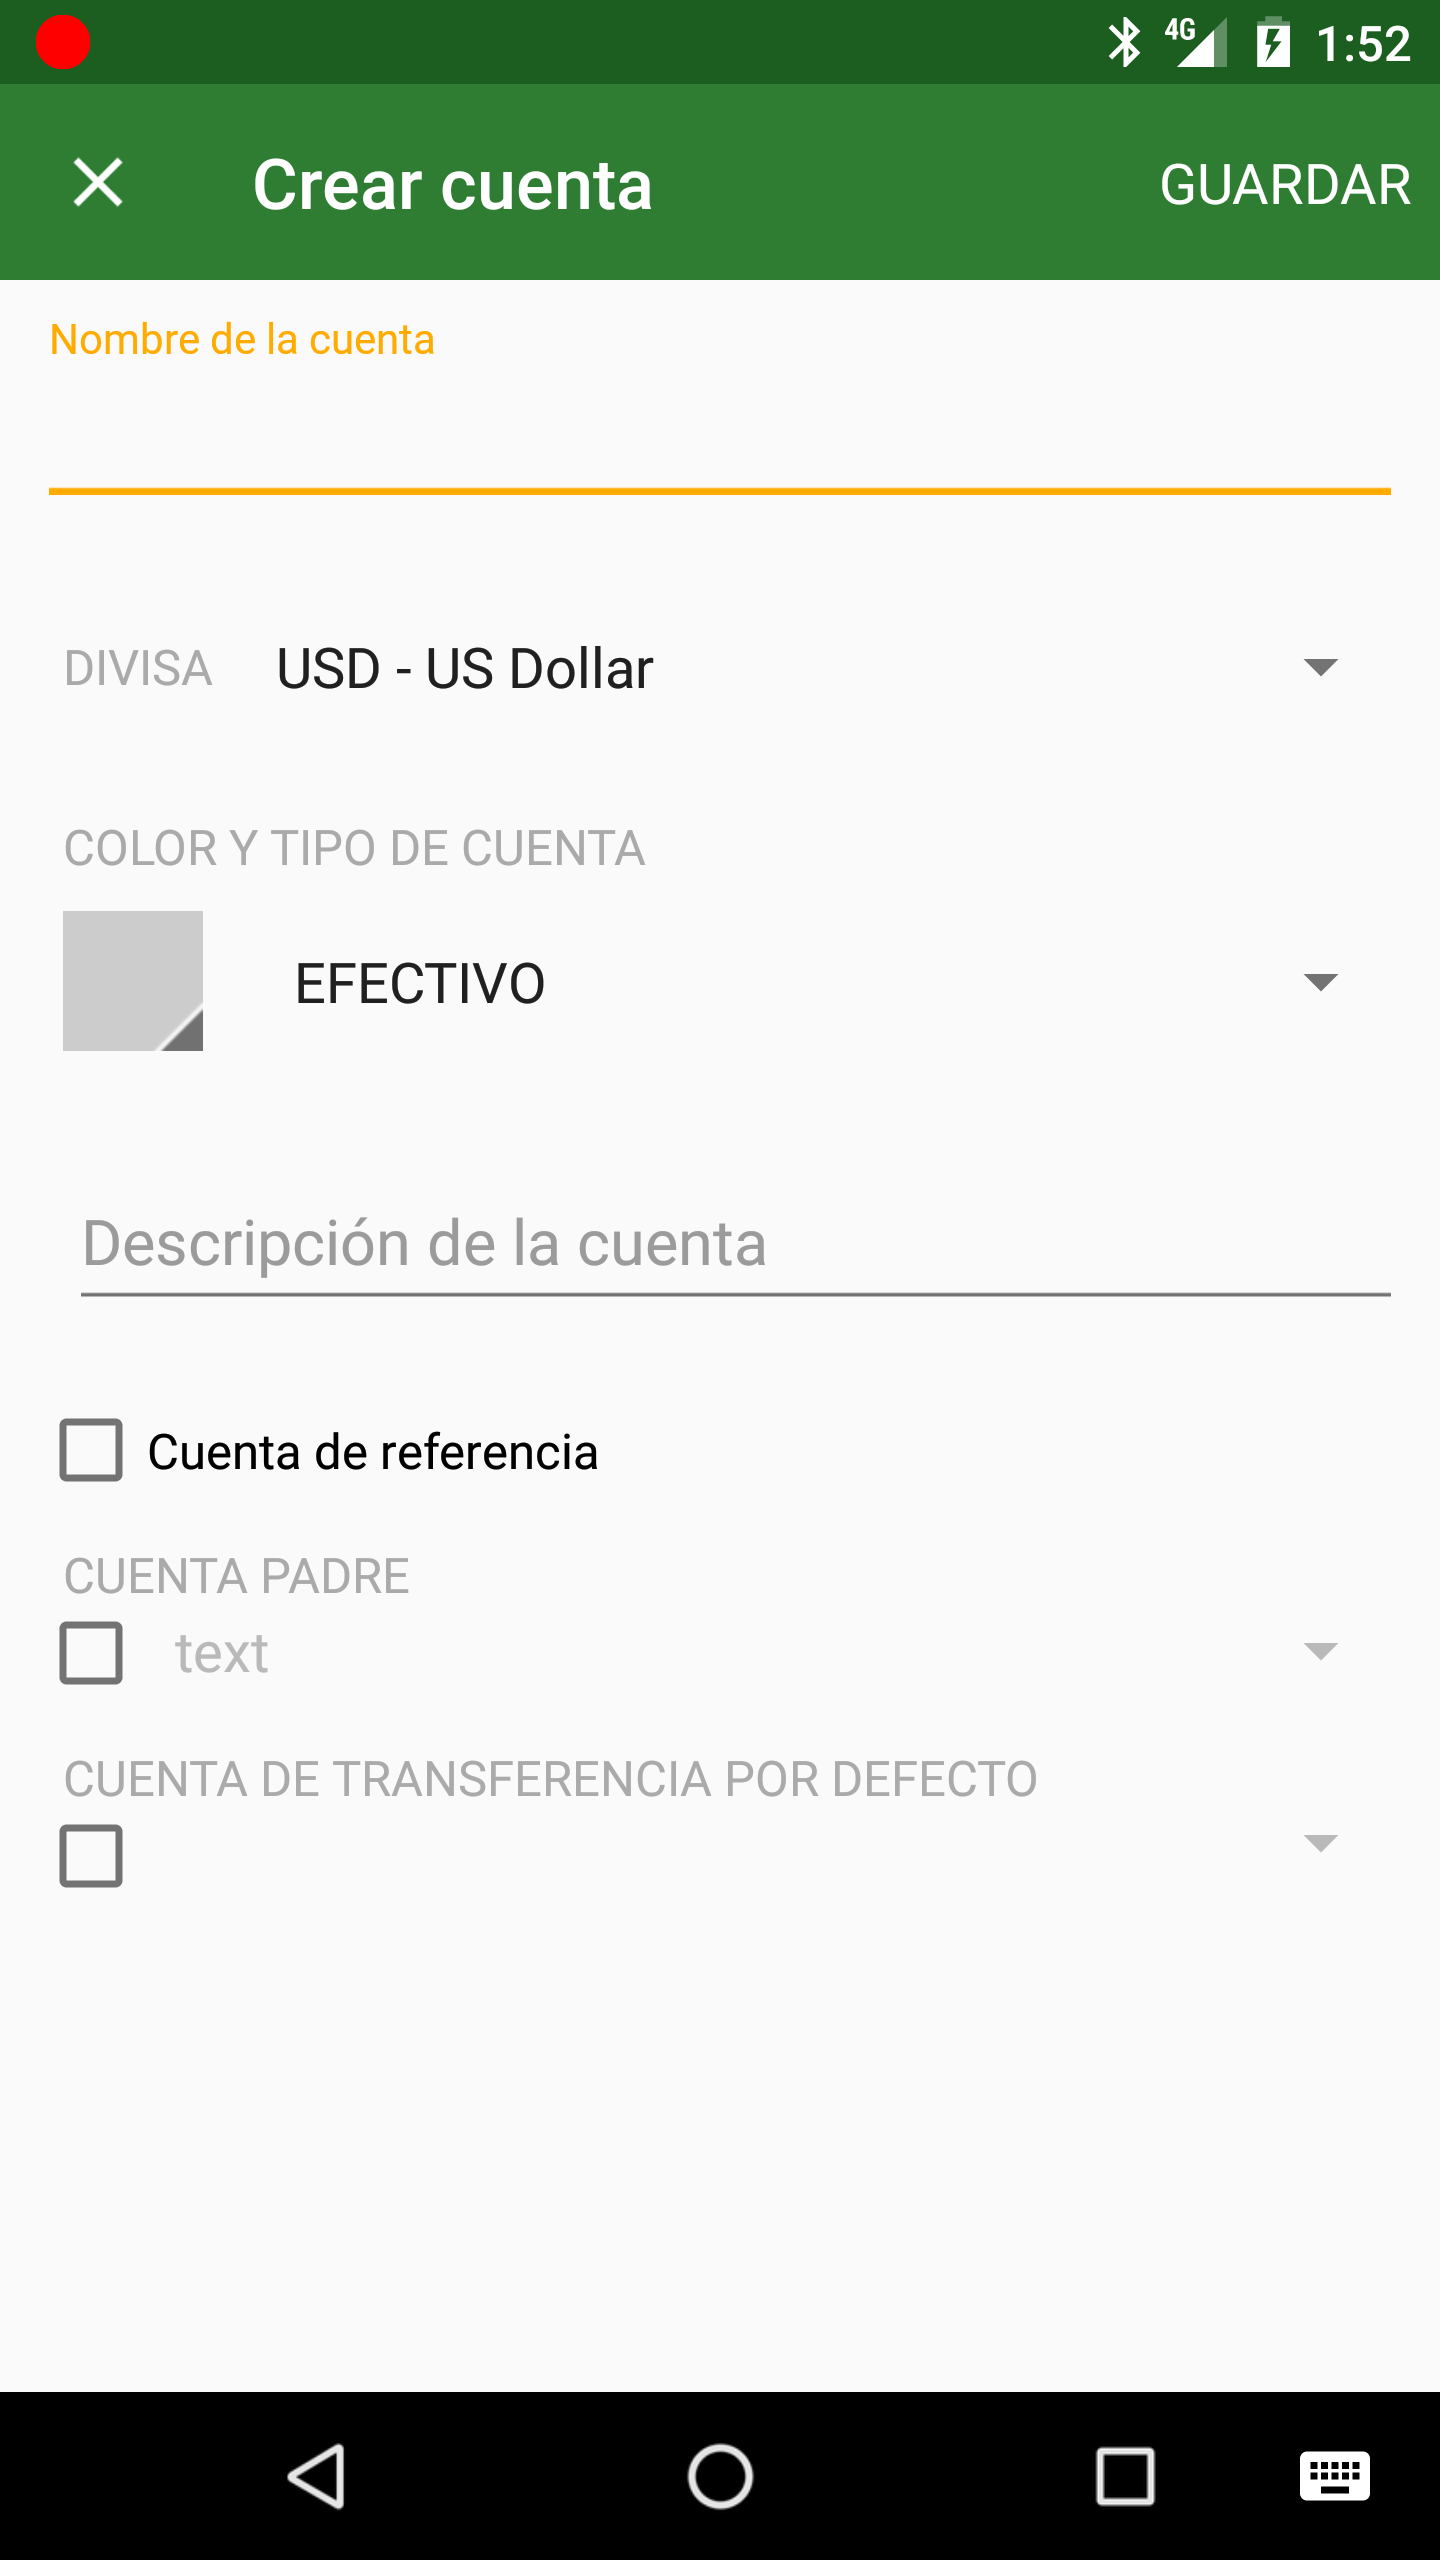 4G 1:52
Crear cuenta GUARDAR
Nombre de la cuenta
DIVISA USD - US Dollar
COLOR Y TIPO DE CUENTA
EFECTIVO
Descripción de la cuenta
Cuenta de referencia
CUENTA PADRE
text
CUENTA DE TRANSFERENCIA POR DEFECTO